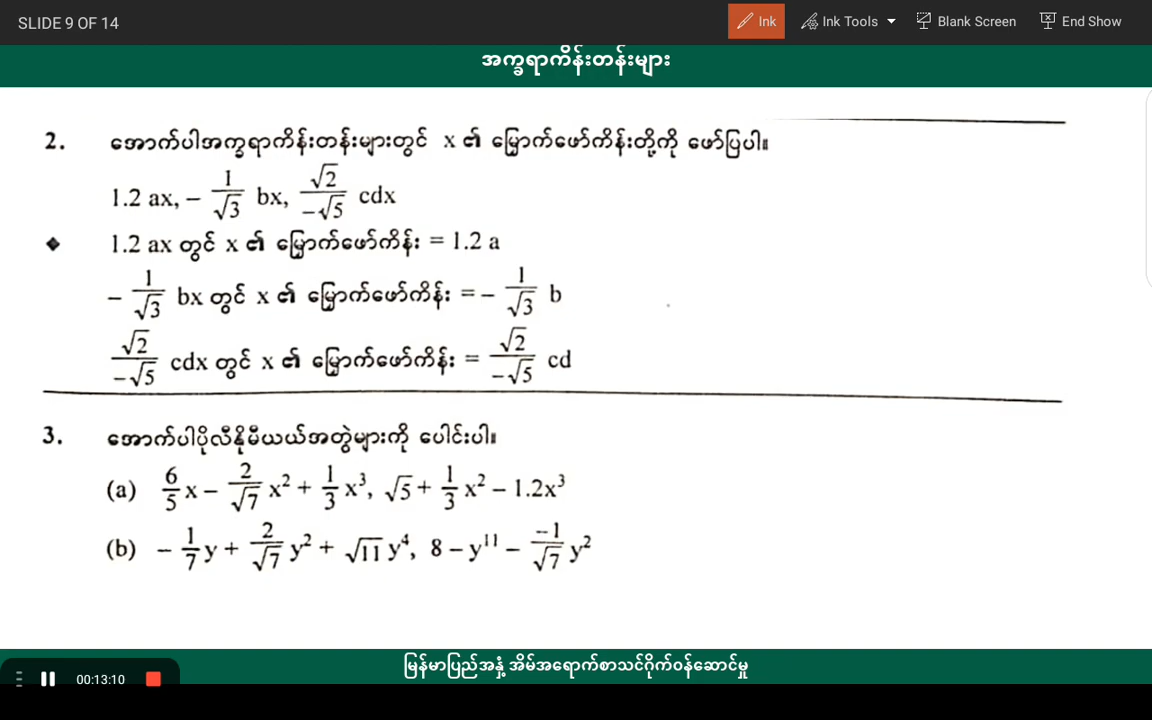 SLIDE 9 OF 14 Ink Ink Tools Blank Screen End Show
အက္ခရာကိန်းတန်းများ
2. အောက်ပါအက္ခရာကိန်းတန်းများတွင် x ၏ မြှောက်ဖော်ကိန်းတို့ကို ဖော်ပြပါ။
1.2 ax, − 1/√3 bx, √2/−√5 cdx
❖ 1.2 ax တွင် x ၏ မြှောက်ဖော်ကိန်း = 1.2 a
− 1/√3 bx တွင် x ၏ မြှောက်ဖော်ကိန်း = − 1/√3 b
√2/−√5 cdx တွင် x ၏ မြှောက်ဖော်ကိန်း = √2/−√5 cd
3. အောက်ပါပိုလီနိုမီယယ်အတွဲများကို ပေါင်းပါ။
(a) 6/5 x − 2/√7 x² + 1/3 x³, √5 + 1/3 x² − 1.2x³
(b) − 1/7 y + 2/√7 y² + √11 y⁴, 8 − y¹¹ − −1/√7 y²
မြန်မာပြည်အနှံ့ အိမ်အရောက်စာသင်ဂိုက်ဝန်ဆောင်မှု
00:13:10